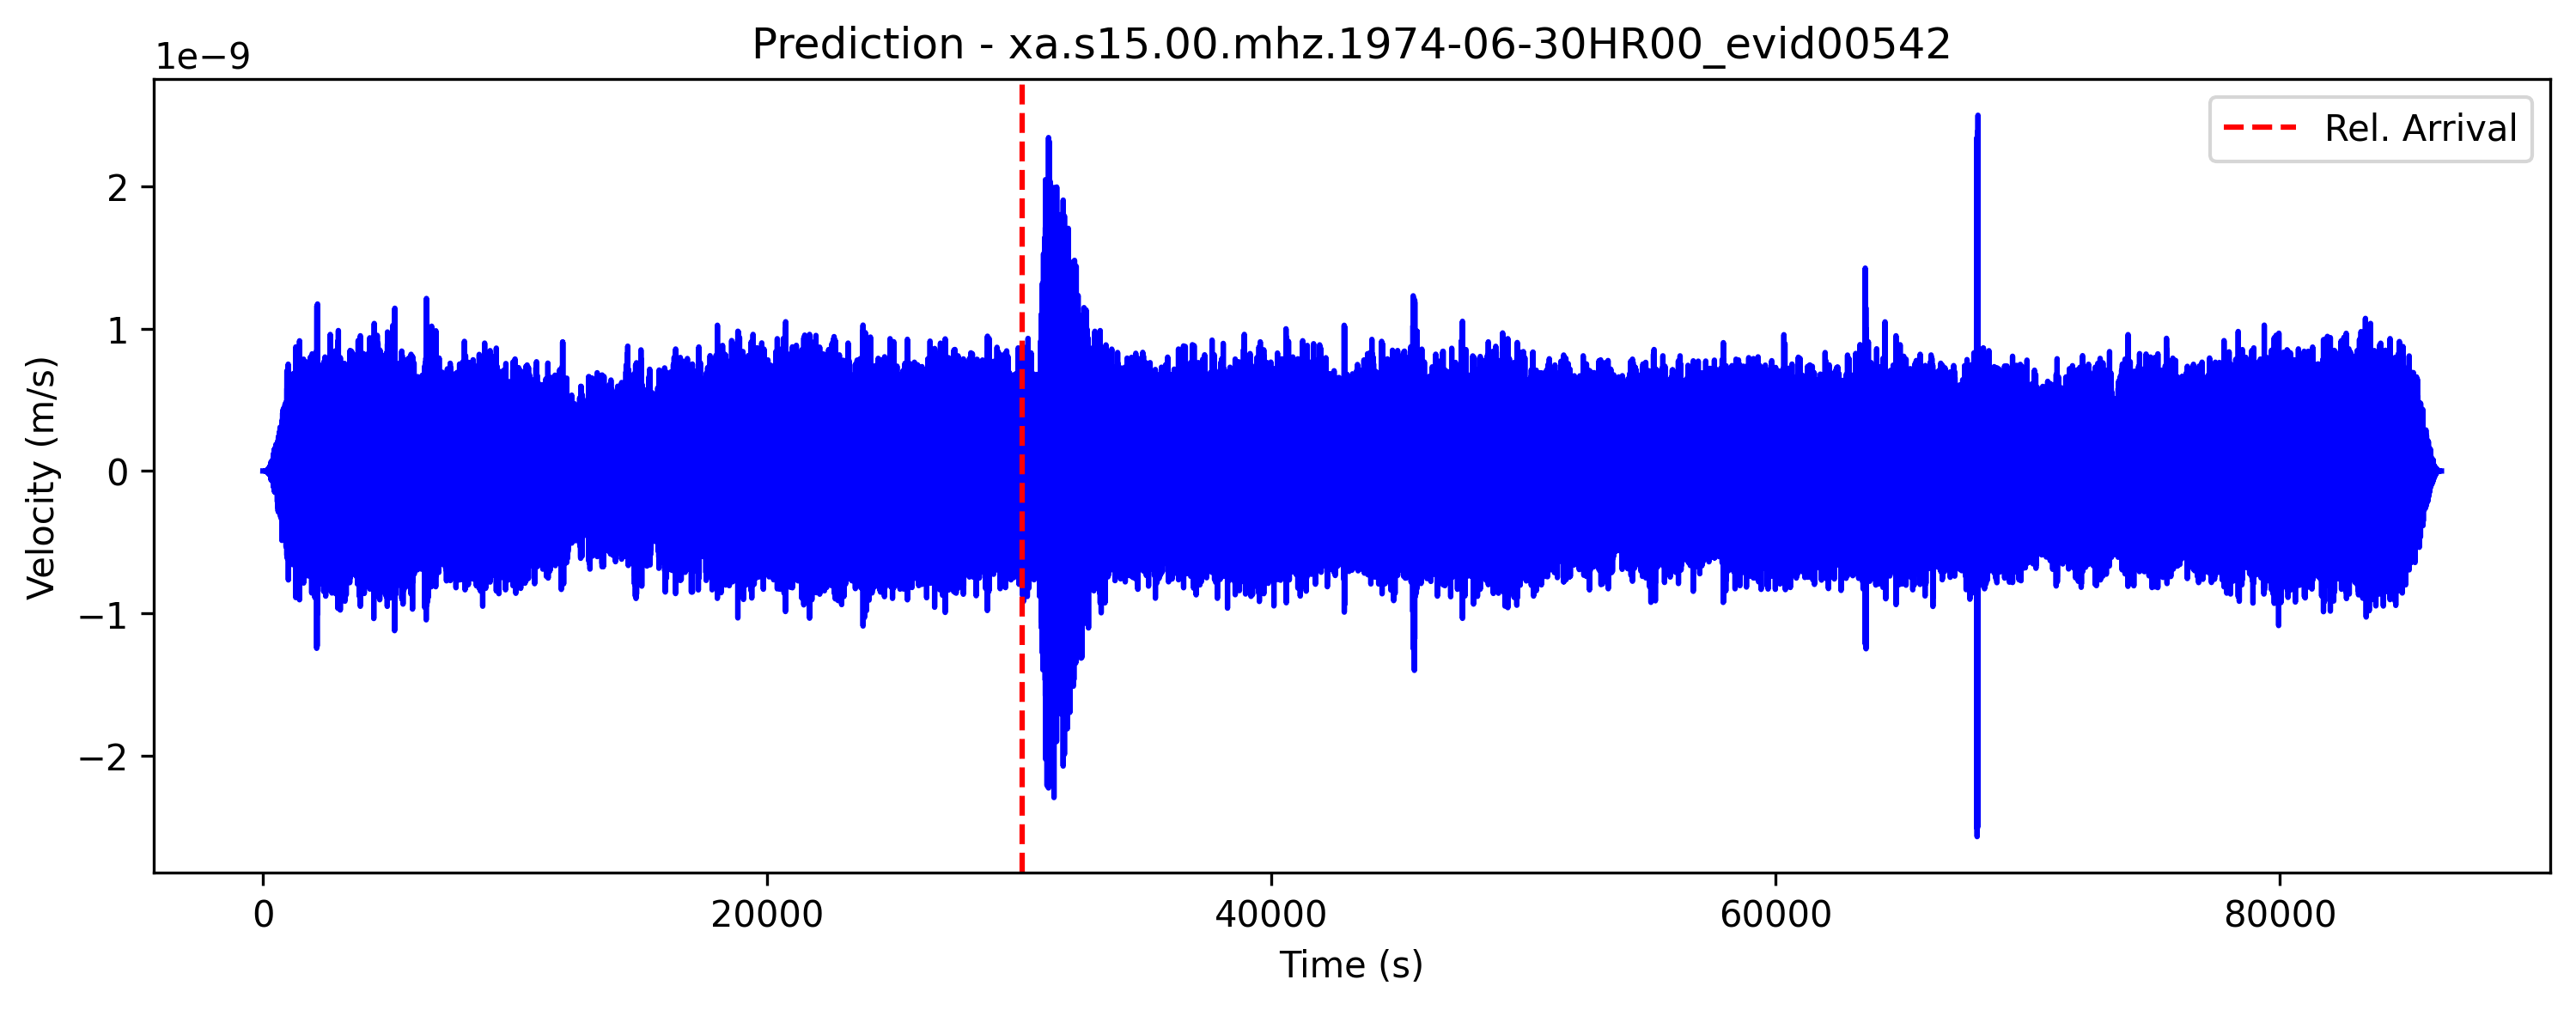 Prediction - xa.s15.00.mhz.1974-06-30HR00_evid00542
1e−9
Rel. Arrival
2
1
0
−1
−2
Velocity (m/s)
0
20000
40000
60000
80000
Time (s)